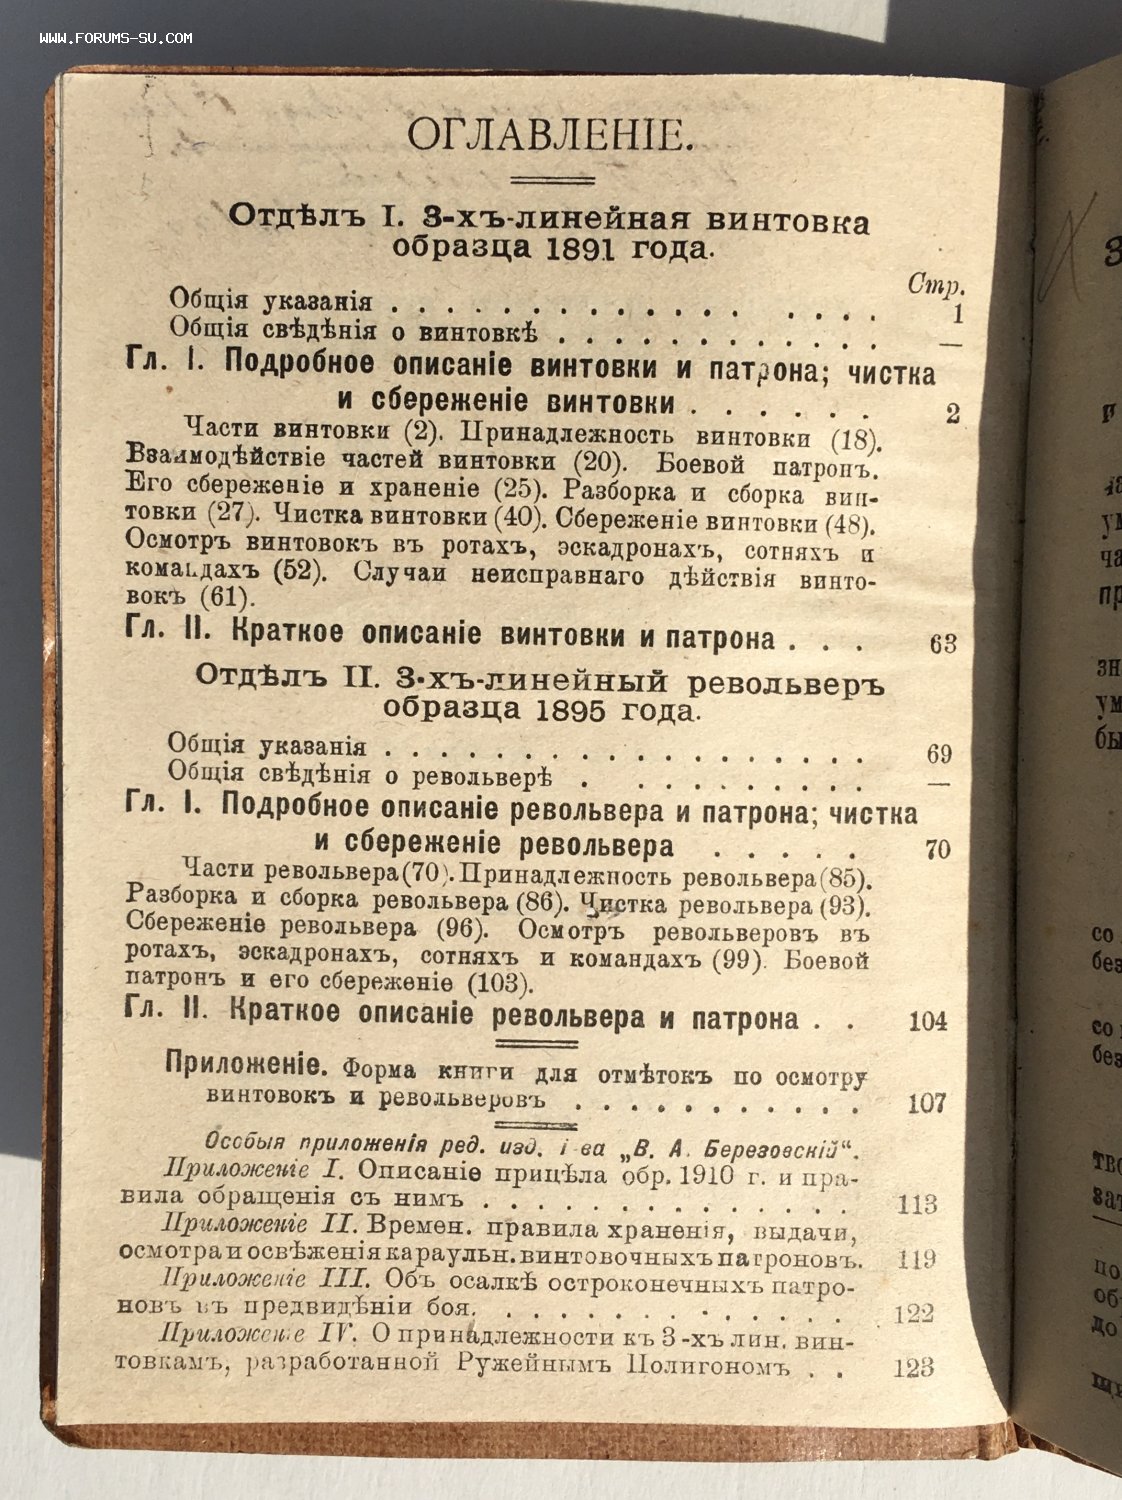 WWW.FORUMS-SU.COM
ОГЛАВЛЕНІЕ.
Отдѣлъ I. 3-хъ-линейная винтовка
образца 1891 года.
Стр.
Общія указанія . . . . . . . . . . . . . . . . . 1
Общія свѣдѣнія о винтовкѣ . . . . . . . . . . . . —
Гл. I. Подробное описаніе винтовки и патрона; чистка
и сбереженіе винтовки . . . . . . 2
Части винтовки (2). Принадлежность винтовки (18).
Взаимодѣйствіе частей винтовки (20). Боевой патронъ.
Его сбереженіе и храненіе (25). Разборка и сборка вин-
товки (27). Чистка винтовки (40). Сбереженіе винтовки (48).
Осмотръ винтовокъ въ ротахъ, эскадронахъ, сотняхъ и
командахъ (52). Случаи неисправнаго дѣйствія винто-
вокъ (61).
Гл. II. Краткое описаніе винтовки и патрона . . . 63
Отдѣлъ II. 3-хъ-линейный револьверъ
образца 1895 года.
Общія указанія . . . . . . . . . . . . . . . . . 69
Общія свѣдѣнія о револьверѣ . . . . . . . . . . —
Гл. I. Подробное описаніе револьвера и патрона; чистка
и сбереженіе револьвера . . . . . 70
Части револьвера (70). Принадлежность револьвера (85).
Разборка и сборка револьвера (86). Чистка револьвера (93).
Сбереженіе револьвера (96). Осмотръ револьверовъ въ
ротахъ, эскадронахъ, сотняхъ и командахъ (99). Боевой
патронъ и его сбереженіе (103).
Гл. II. Краткое описаніе револьвера и патрона . . 104
Приложеніе. Форма книги для отмѣтокъ по осмотру
винтовокъ и револьверовъ . . . . . . . . . . . 107
Особыя приложенія ред. изд. т-ва „В. А. Березовскій“.
Приложеніе I. Описаніе прицѣла обр. 1910 г. и пра-
вила обращенія съ нимъ . . . . . . . . . . . . . . 113
Приложеніе II. Времен. правила храненія, выдачи,
осмотра и освѣженія караульн. винтовочныхъ патроновъ. 119
Приложеніе III. Объ осалкѣ остроконечныхъ патро-
новъ въ предвидѣніи боя. . . . . . . . . . . . . . 122
Приложеніе IV. О принадлежности къ 3-хъ лин. вин-
товкамъ, разработанной Ружейнымъ Полигономъ . . 123